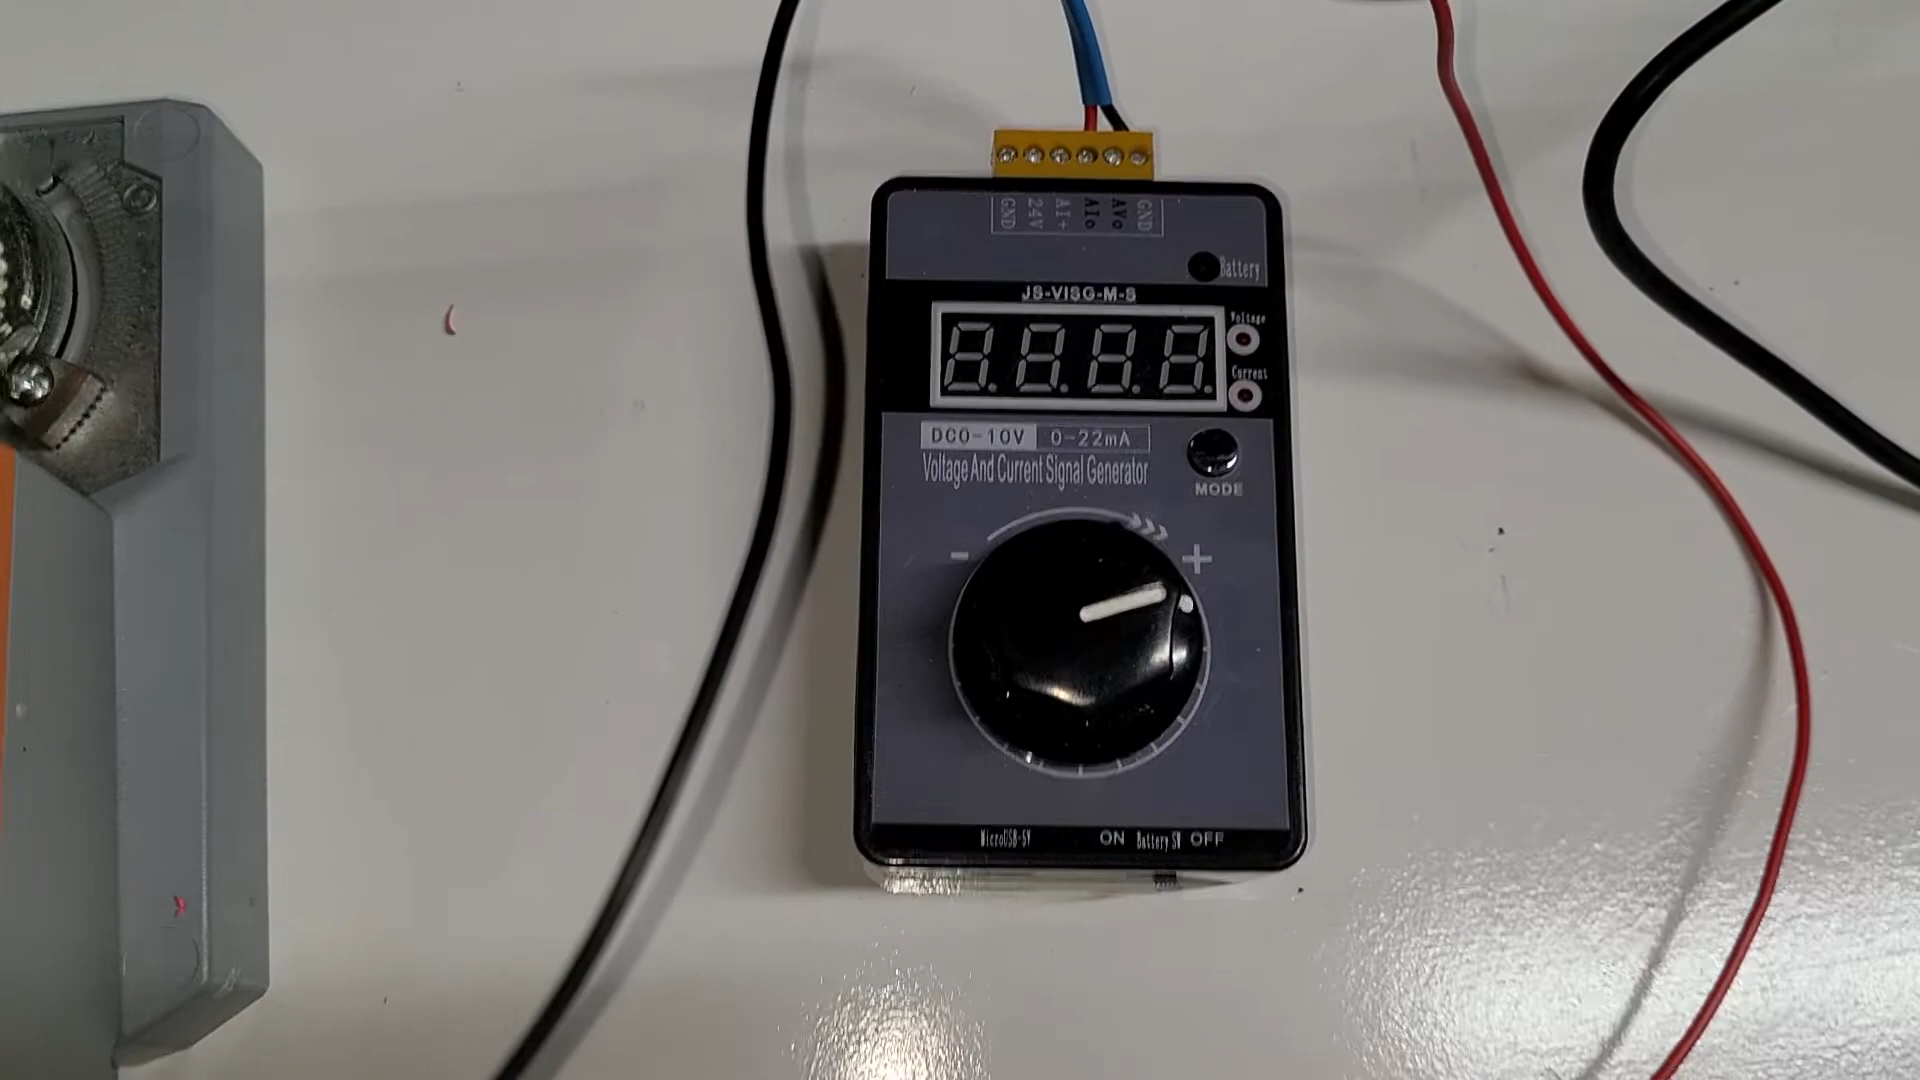 GND 24V AI+ AIo AVo GND
Battery
JS-VISG-M-S
Voltage
Current
DC0-10V 0-22mA
Voltage And Current Signal Generator
MODE
- +
MicroUSB-5V ON Battery SW OFF